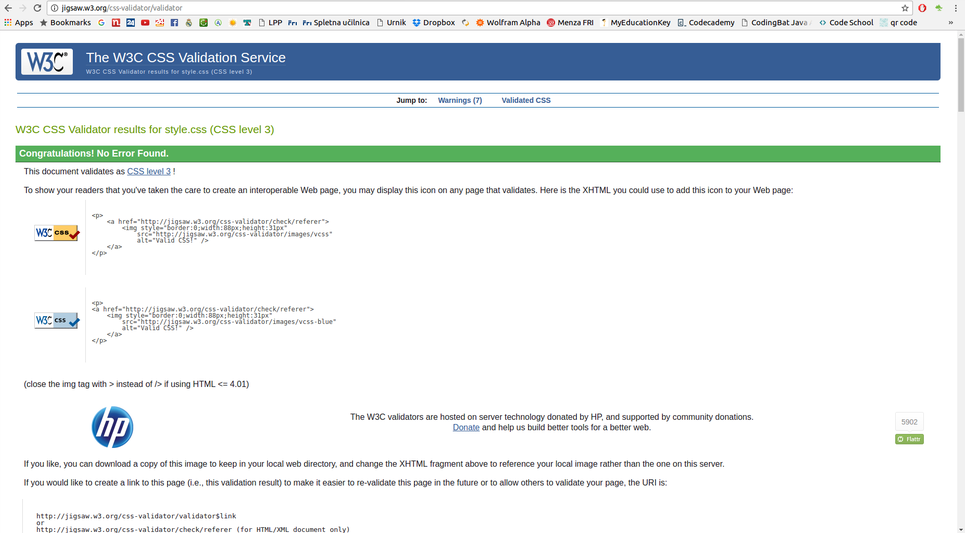 jigsaw.w3.org/css-validator/validator
Apps Bookmarks 24 LPP Fri Fri Spletna učilnica Urnik Dropbox Wolfram Alpha Menza FRI MyEducationKey Codecademy CodingBat Java Code School qr code »
W3C® The W3C CSS Validation Service
W3C CSS Validator results for style.css (CSS level 3)
Jump to: Warnings (7) Validated CSS
W3C CSS Validator results for style.css (CSS level 3)
Congratulations! No Error Found.
This document validates as CSS level 3 !
To show your readers that you've taken the care to create an interoperable Web page, you may display this icon on any page that validates. Here is the XHTML you could use to add this icon to your Web page:
W3C css
<p>
<a href="http://jigsaw.w3.org/css-validator/check/referer">
<img style="border:0;width:88px;height:31px"
src="http://jigsaw.w3.org/css-validator/images/vcss"
alt="Valid CSS!" />
</a>
</p>
W3C css
<p>
<a href="http://jigsaw.w3.org/css-validator/check/referer">
<img style="border:0;width:88px;height:31px"
src="http://jigsaw.w3.org/css-validator/images/vcss-blue"
alt="Valid CSS!" />
</a>
</p>
(close the img tag with > instead of /> if using HTML <= 4.01)
hp
The W3C validators are hosted on server technology donated by HP, and supported by community donations.
Donate and help us build better tools for a better web.
5902
Flattr
If you like, you can download a copy of this image to keep in your local web directory, and change the XHTML fragment above to reference your local image rather than the one on this server.
If you would like to create a link to this page (i.e., this validation result) to make it easier to re-validate this page in the future or to allow others to validate your page, the URI is:
http://jigsaw.w3.org/css-validator/validator$link
or
http://jigsaw.w3.org/css-validator/check/referer (for HTML/XML document only)